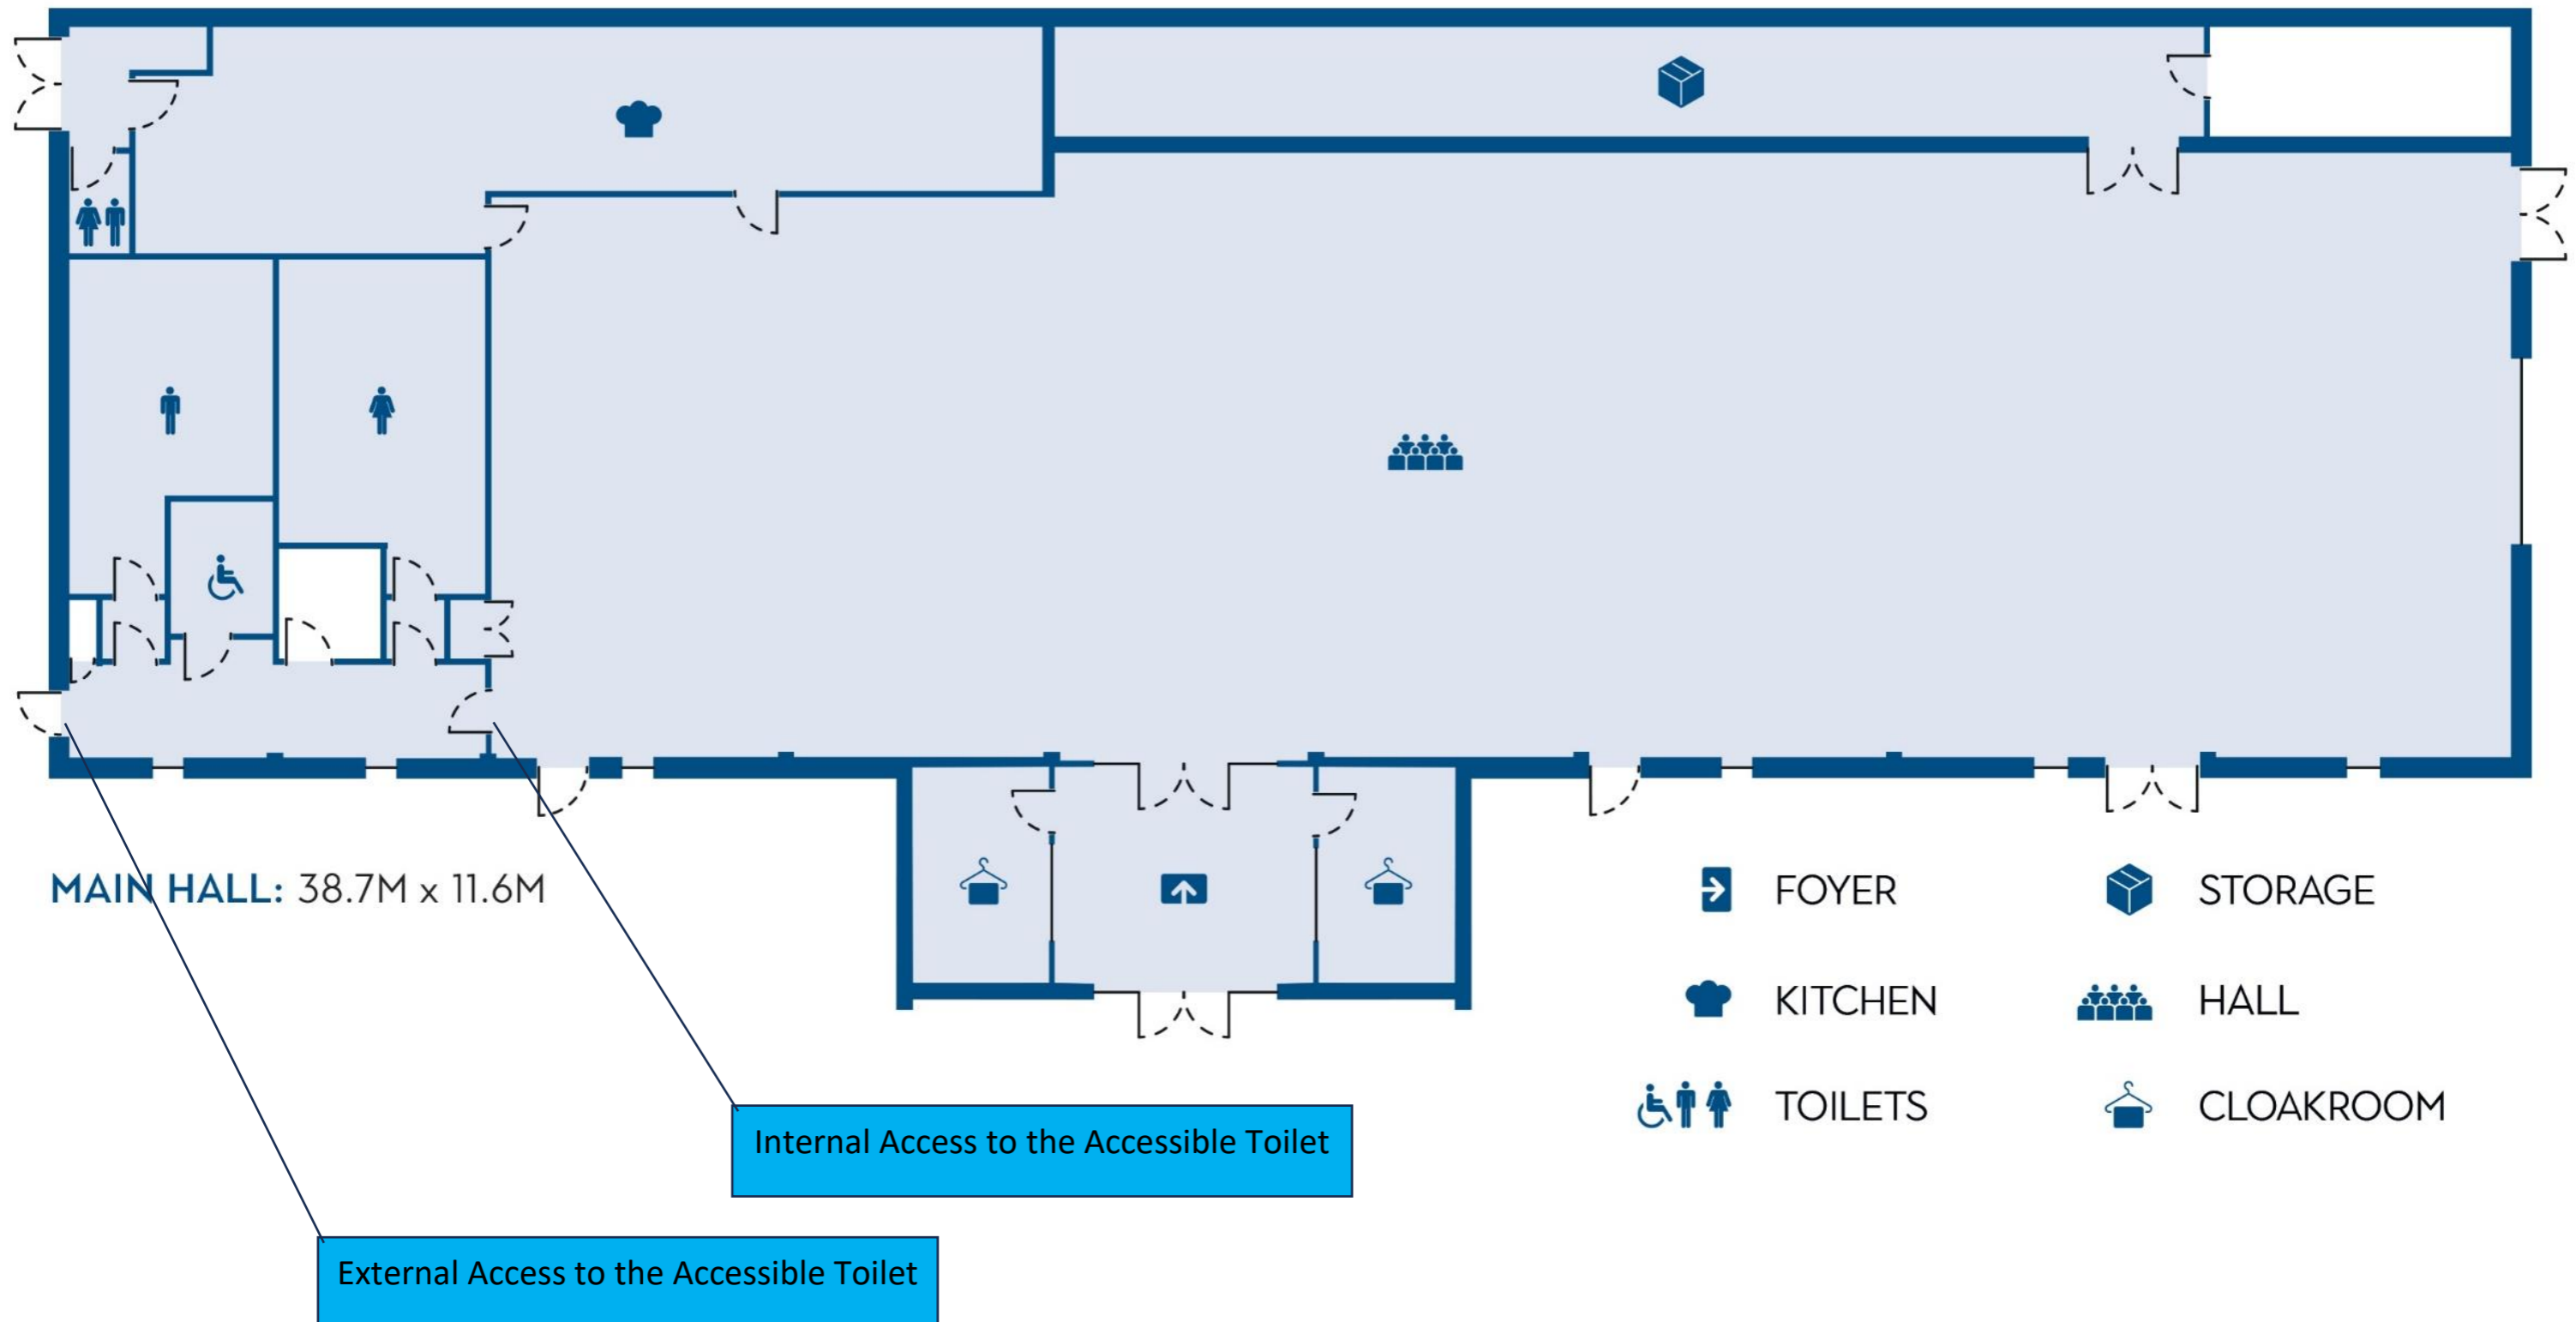 MAIN HALL: 38.7M x 11.6M
FOYER
STORAGE
KITCHEN
HALL
TOILETS
CLOAKROOM
Internal Access to the Accessible Toilet
External Access to the Accessible Toilet